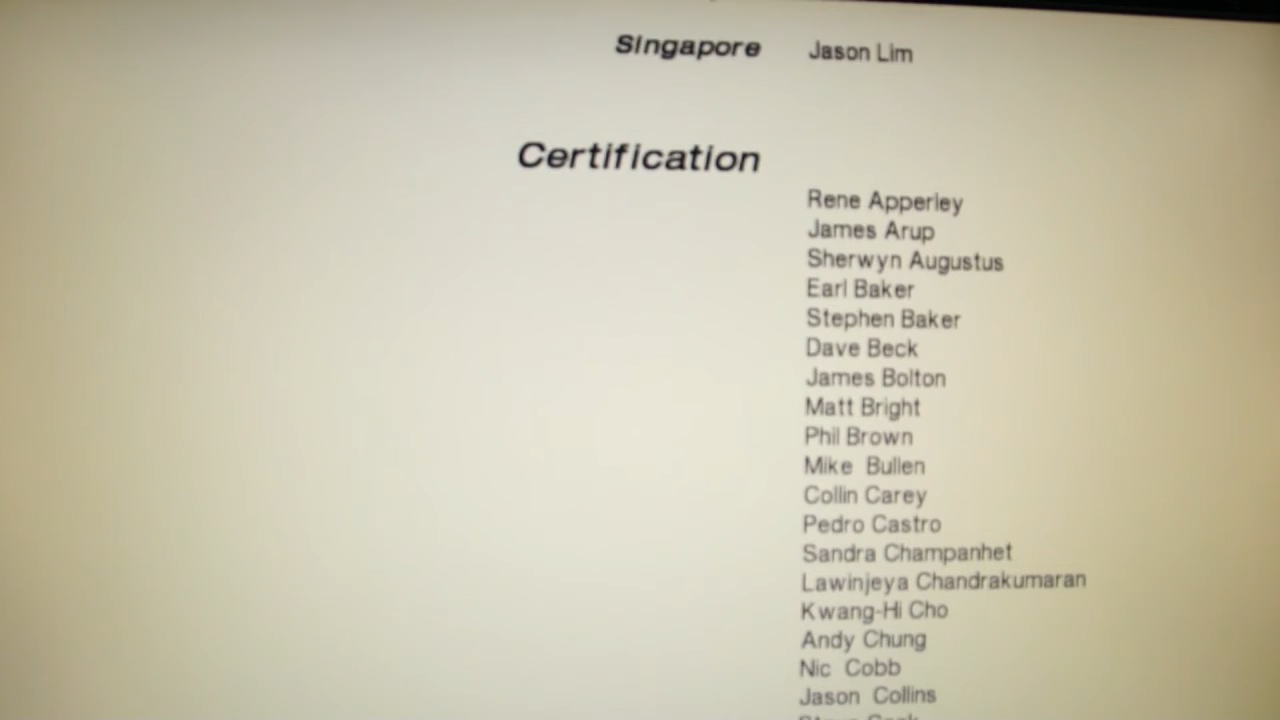 Singapore Jason Lim
Certification
Rene Apperley
James Arup
Sherwyn Augustus
Earl Baker
Stephen Baker
Dave Beck
James Bolton
Matt Bright
Phil Brown
Mike Bullen
Collin Carey
Pedro Castro
Sandra Champanhet
Lawinjeya Chandrakumaran
Kwang-Hi Cho
Andy Chung
Nic Cobb
Jason Collins